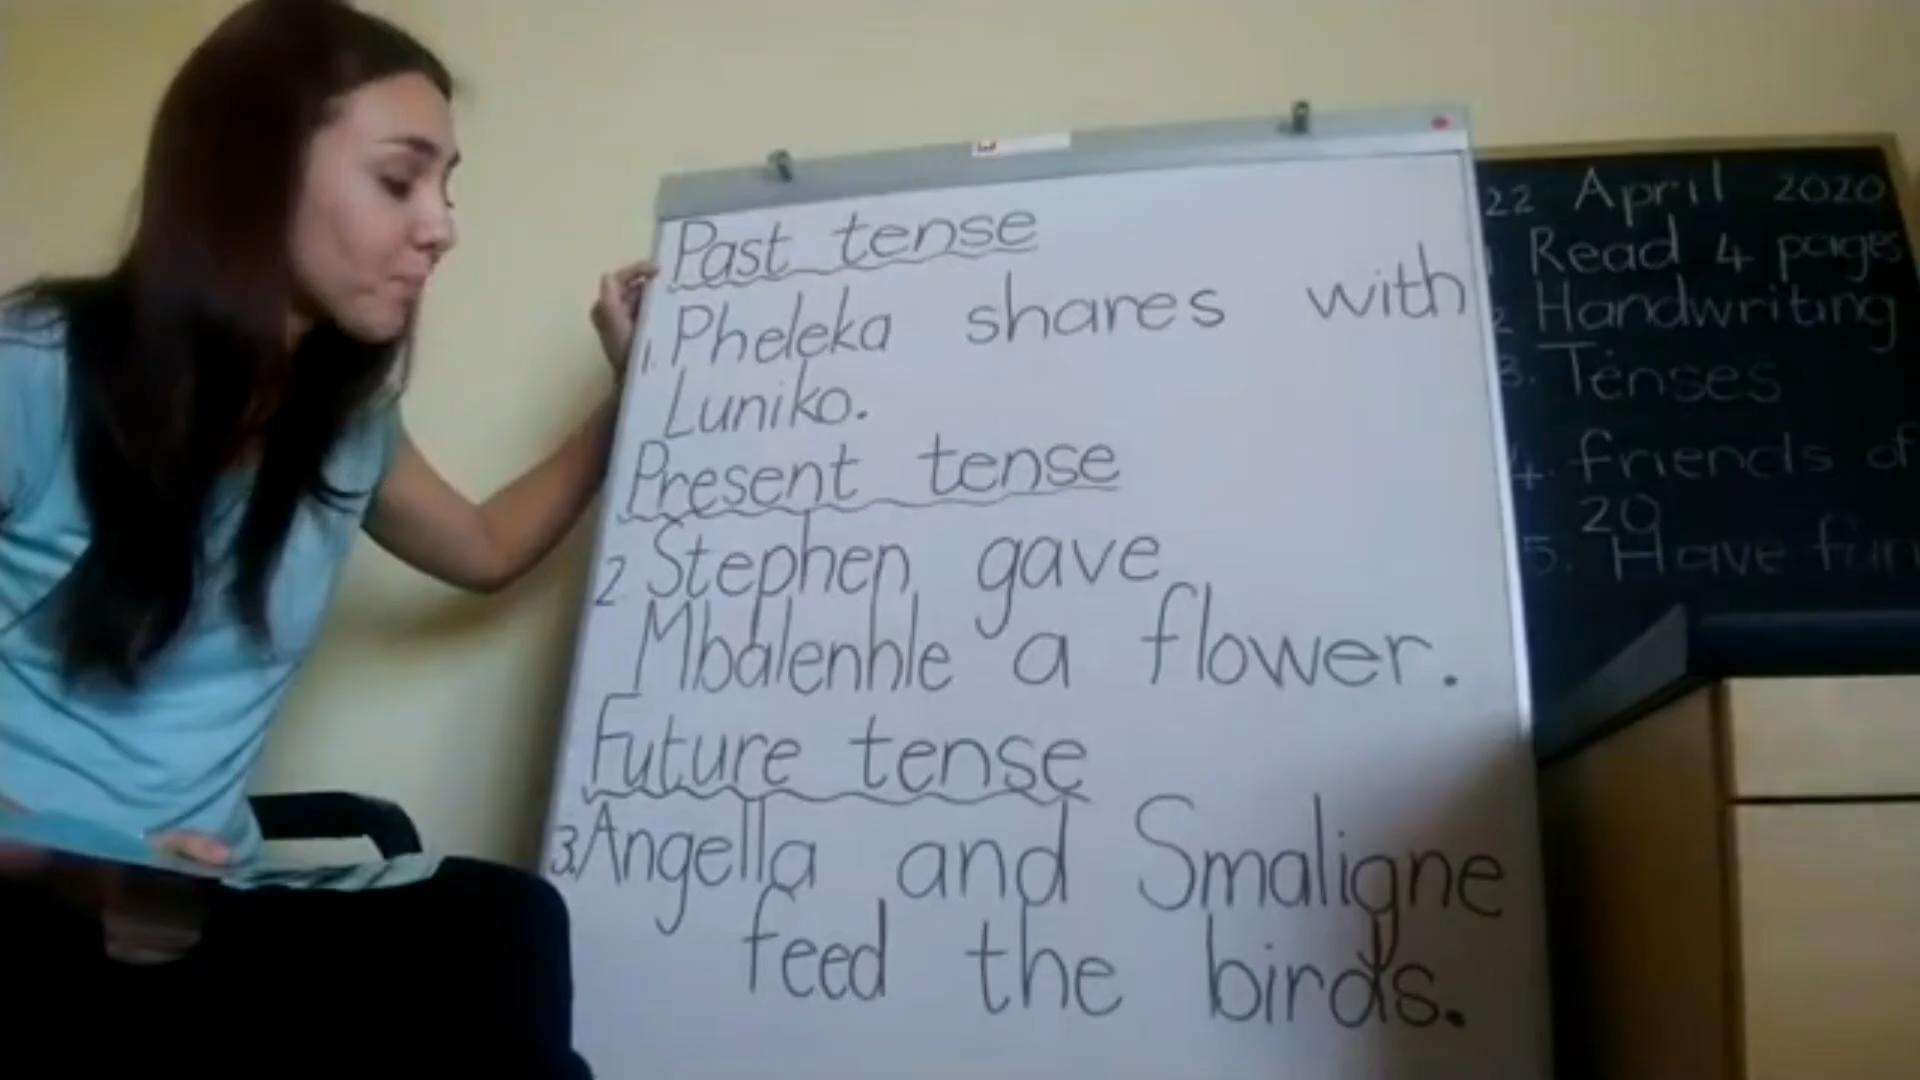 Past tense
1. Pheleka shares with
Luniko.
Present tense
2 Stephen gave
Mbalenhle a flower.
Future tense
3. Angella and Smaligne
feed the birds.
22 April 2020
1 Read 4 pages
2 Handwriting
3. Tenses
4. friends of
20
5. Have fun